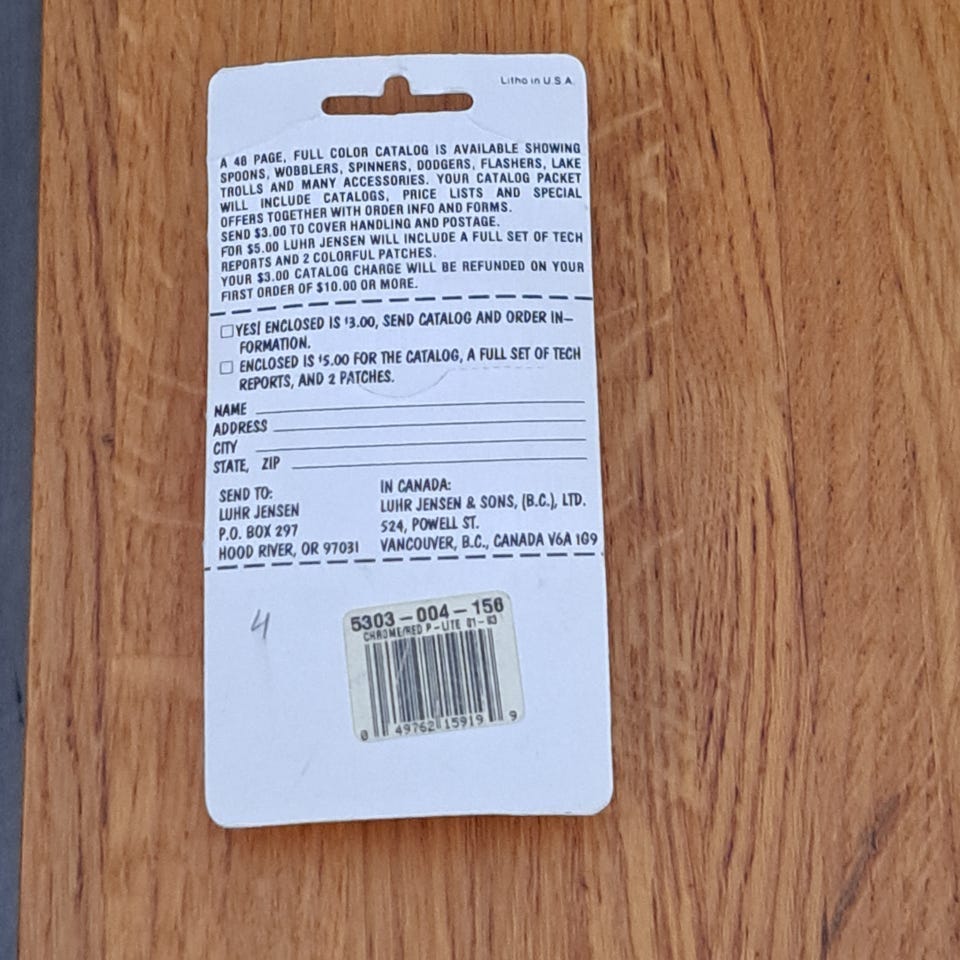 Litho in U.S.A.
A 48 PAGE, FULL COLOR CATALOG IS AVAILABLE SHOWING
SPOONS, WOBBLERS, SPINNERS, DODGERS, FLASHERS, LAKE
TROLLS AND MANY ACCESSORIES. YOUR CATALOG PACKET
WILL INCLUDE CATALOGS, PRICE LISTS AND SPECIAL
OFFERS TOGETHER WITH ORDER INFO AND FORMS.
SEND $3.00 TO COVER HANDLING AND POSTAGE.
FOR $5.00 LUHR JENSEN WILL INCLUDE A FULL SET OF TECH
REPORTS AND 2 COLORFUL PATCHES.
YOUR $3.00 CATALOG CHARGE WILL BE REFUNDED ON YOUR
FIRST ORDER OF $10.00 OR MORE.
YES! ENCLOSED IS $3.00, SEND CATALOG AND ORDER IN-
FORMATION.
ENCLOSED IS $5.00 FOR THE CATALOG, A FULL SET OF TECH
REPORTS, AND 2 PATCHES.
NAME
ADDRESS
CITY
STATE, ZIP
SEND TO:
LUHR JENSEN
P.O. BOX 297
HOOD RIVER, OR 97031
IN CANADA:
LUHR JENSEN & SONS, (B.C.), LTD.
524, POWELL ST.
VANCOUVER, B.C., CANADA V6A 1G9
4
5303-004-156
CHROME/RED P-LITE 01-93
0 49762 15919 9